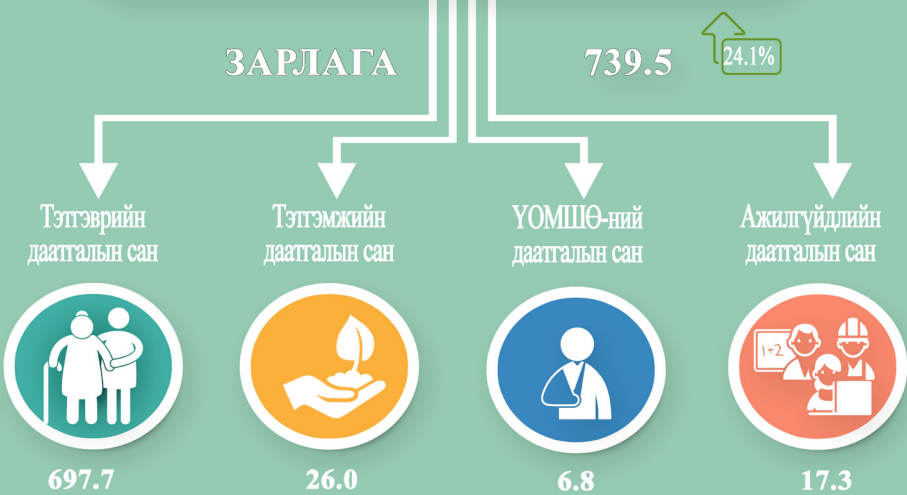 ЗАРЛАГА
739.5
24.1%
Тэтгэврийн
даатгалын сан
Тэтгэмжийн
даатгалын сан
ҮОМШӨ-ний
даатгалын сан
Ажилгүйдлийн
даатгалын сан
1+2
697.7
26.0
6.8
17.3